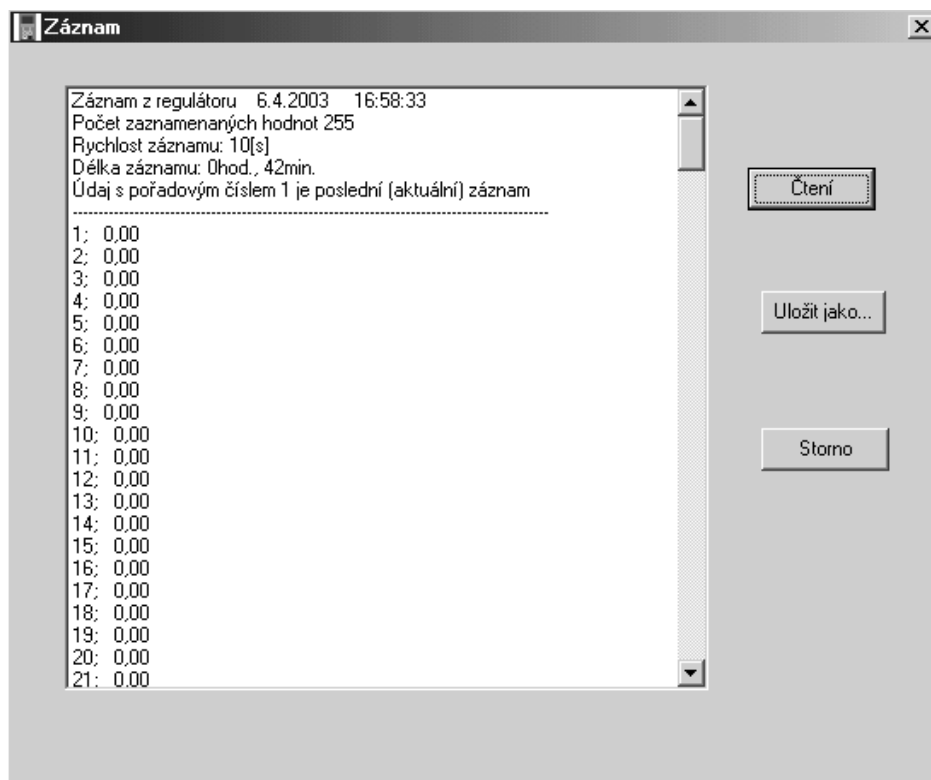 Záznam
Záznam z regulátoru 6.4.2003 16:58:33
Počet zaznamenaných hodnot 255
Rychlost záznamu: 10[s]
Délka záznamu: 0hod., 42min.
Údaj s pořadovým číslem 1 je poslední (aktuální) záznam
--------------------------------------------------------------------------------
1; 0,00
2; 0,00
3; 0,00
4; 0,00
5; 0,00
6; 0,00
7; 0,00
8; 0,00
9; 0,00
10; 0,00
11; 0,00
12; 0,00
13; 0,00
14; 0,00
15; 0,00
16; 0,00
17; 0,00
18; 0,00
19; 0,00
20; 0,00
21; 0,00
Čtení
Uložit jako...
Storno